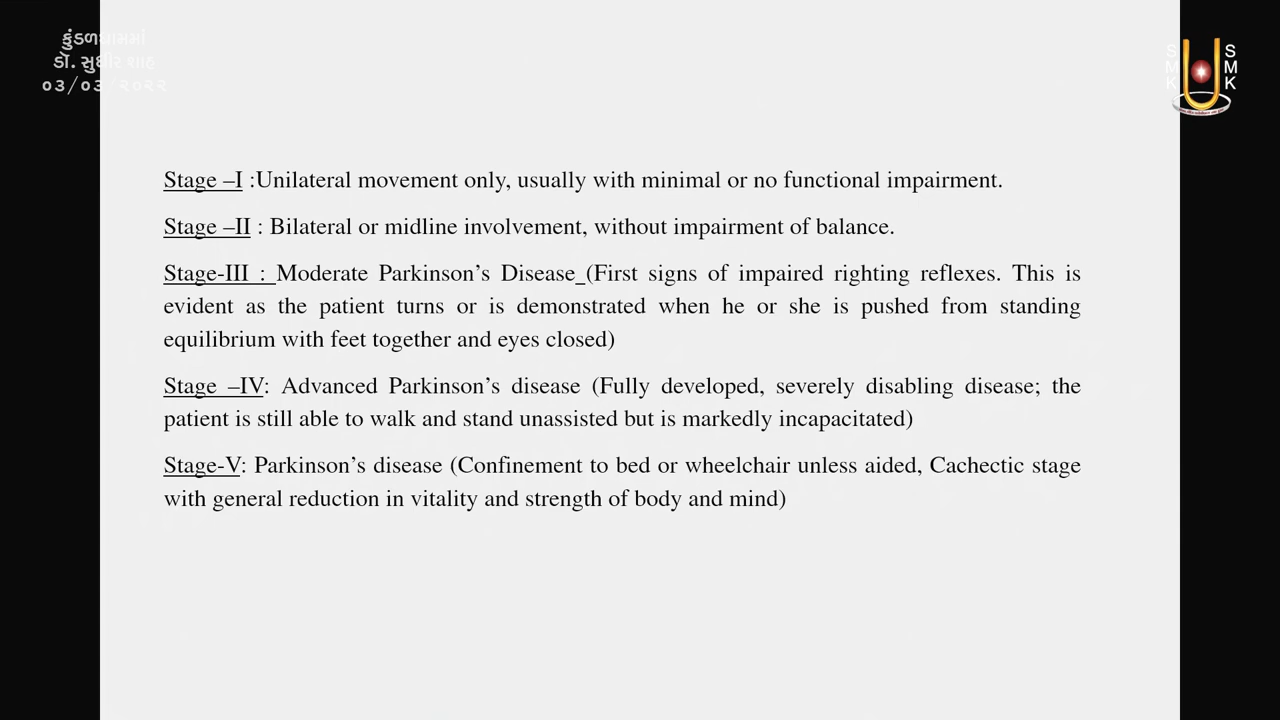 કુંડળધામમાં
ડૉ. સુધીર શાહ
૦૩/૦૩/૨૦૨૨
S S
M M
K K
Stage –I :Unilateral movement only, usually with minimal or no functional impairment.
Stage –II : Bilateral or midline involvement, without impairment of balance.
Stage-III : Moderate Parkinson’s Disease (First signs of impaired righting reflexes. This is
evident as the patient turns or is demonstrated when he or she is pushed from standing
equilibrium with feet together and eyes closed)
Stage –IV: Advanced Parkinson’s disease (Fully developed, severely disabling disease; the
patient is still able to walk and stand unassisted but is markedly incapacitated)
Stage-V: Parkinson’s disease (Confinement to bed or wheelchair unless aided, Cachectic stage
with general reduction in vitality and strength of body and mind)